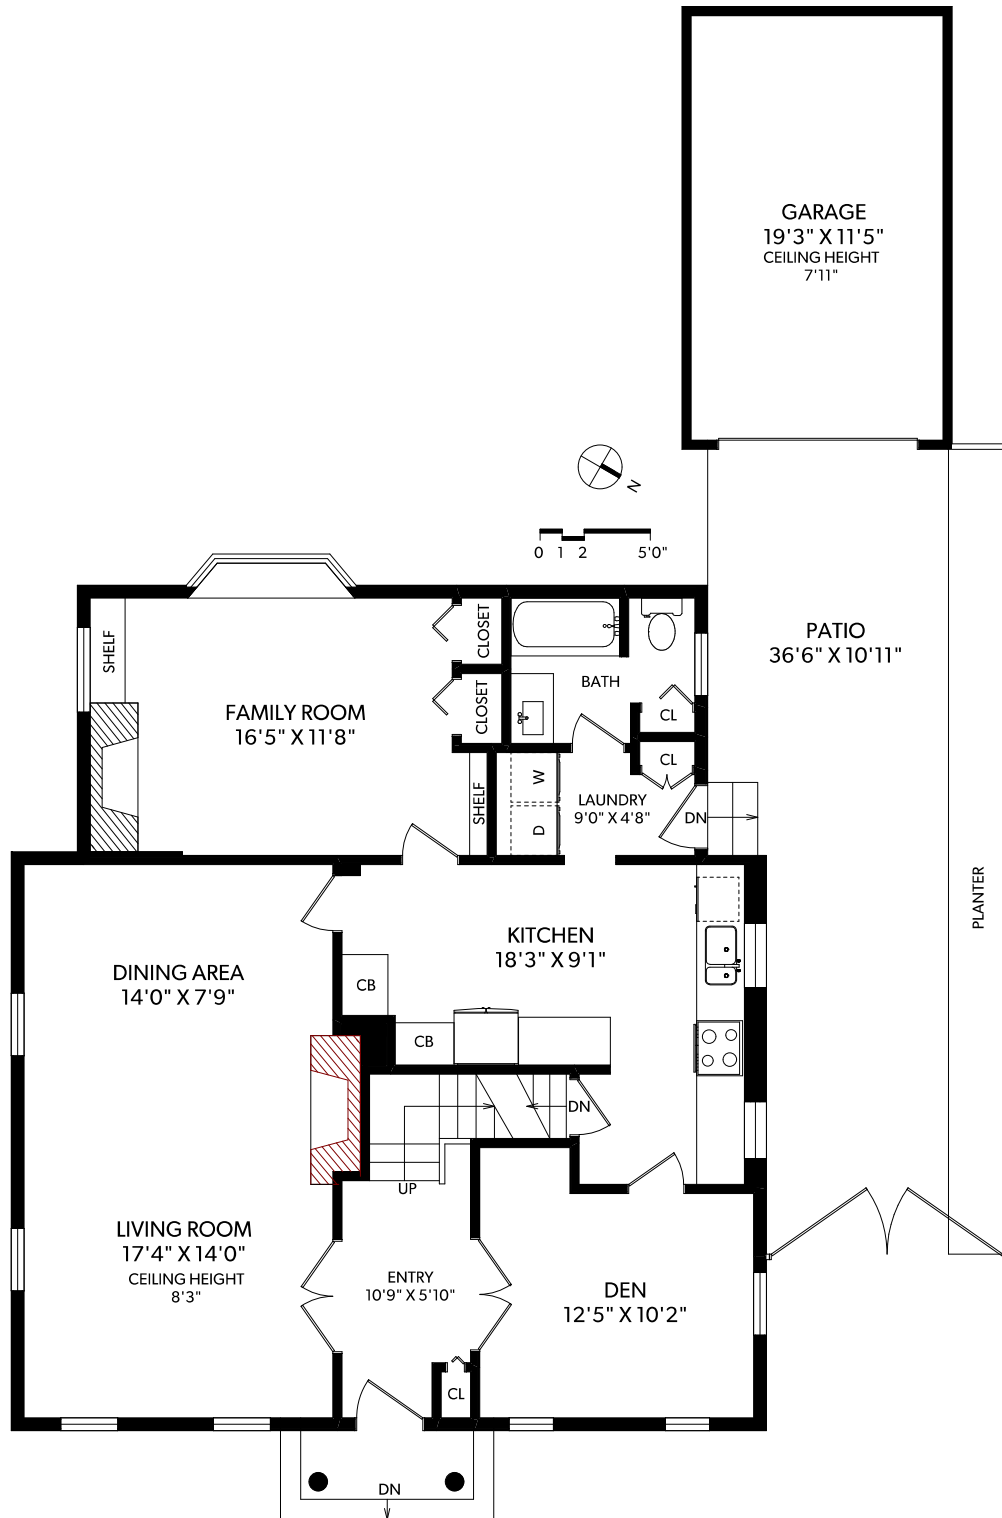 GARAGE
19'3" X 11'5"
CEILING HEIGHT
7'11"
N
0 1 2 5'0"
SHELF
CLOSET
PATIO
36'6" X 10'11"
BATH
FAMILY ROOM
16'5" X 11'8"
CLOSET
CL
CL
SHELF
W
D
LAUNDRY
9'0" X 4'8"
DN
PLANTER
KITCHEN
18'3" X 9'1"
DINING AREA
14'0" X 7'9"
CB
CB
DN
UP
LIVING ROOM
17'4" X 14'0"
CEILING HEIGHT
8'3"
ENTRY
10'9" X 5'10"
DEN
12'5" X 10'2"
CL
DN